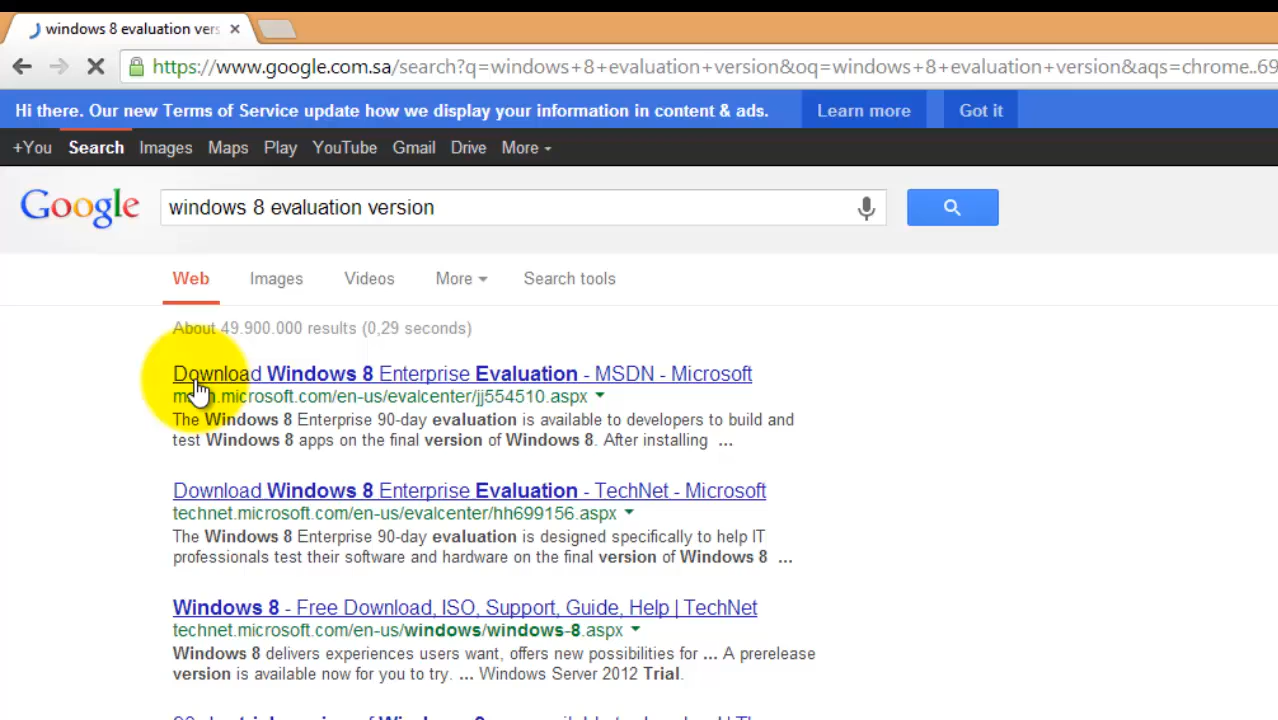 windows 8 evaluation vers
https://www.google.com.sa/search?q=windows+8+evaluation+version&oq=windows+8+evaluation+version&aqs=chrome..69
Hi there. Our new Terms of Service update how we display your information in content & ads. Learn more Got it
+You Search Images Maps Play YouTube Gmail Drive More
Google windows 8 evaluation version
Web Images Videos More Search tools
About 49.900.000 results (0,29 seconds)
Download Windows 8 Enterprise Evaluation - MSDN - Microsoft
msdn.microsoft.com/en-us/evalcenter/jj554510.aspx
The Windows 8 Enterprise 90-day evaluation is available to developers to build and
test Windows 8 apps on the final version of Windows 8. After installing ...
Download Windows 8 Enterprise Evaluation - TechNet - Microsoft
technet.microsoft.com/en-us/evalcenter/hh699156.aspx
The Windows 8 Enterprise 90-day evaluation is designed specifically to help IT
professionals test their software and hardware on the final version of Windows 8 ...
Windows 8 - Free Download, ISO, Support, Guide, Help | TechNet
technet.microsoft.com/en-us/windows/windows-8.aspx
Windows 8 delivers experiences users want, offers new possibilities for ... A prerelease
version is available now for you to try. ... Windows Server 2012 Trial.